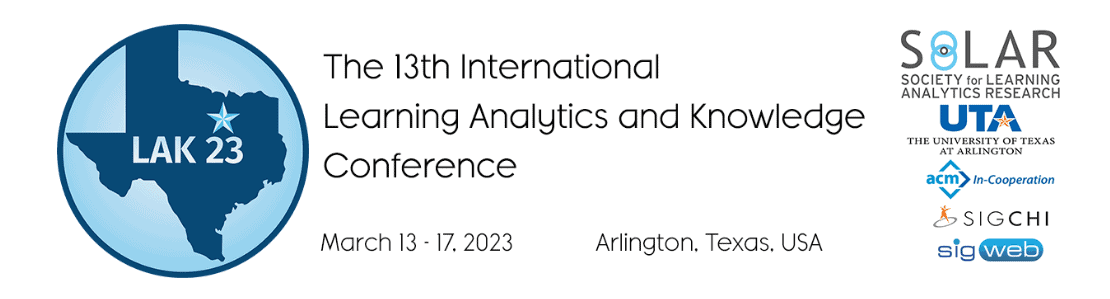 LAK 23
The 13th International
Learning Analytics and Knowledge
Conference
March 13 - 17, 2023
Arlington, Texas, USA
SOLAR
SOCIETY for LEARNING
ANALYTICS RESEARCH
UTA
THE UNIVERSITY OF TEXAS
AT ARLINGTON
acm In-Cooperation
SIGCHI
sig web